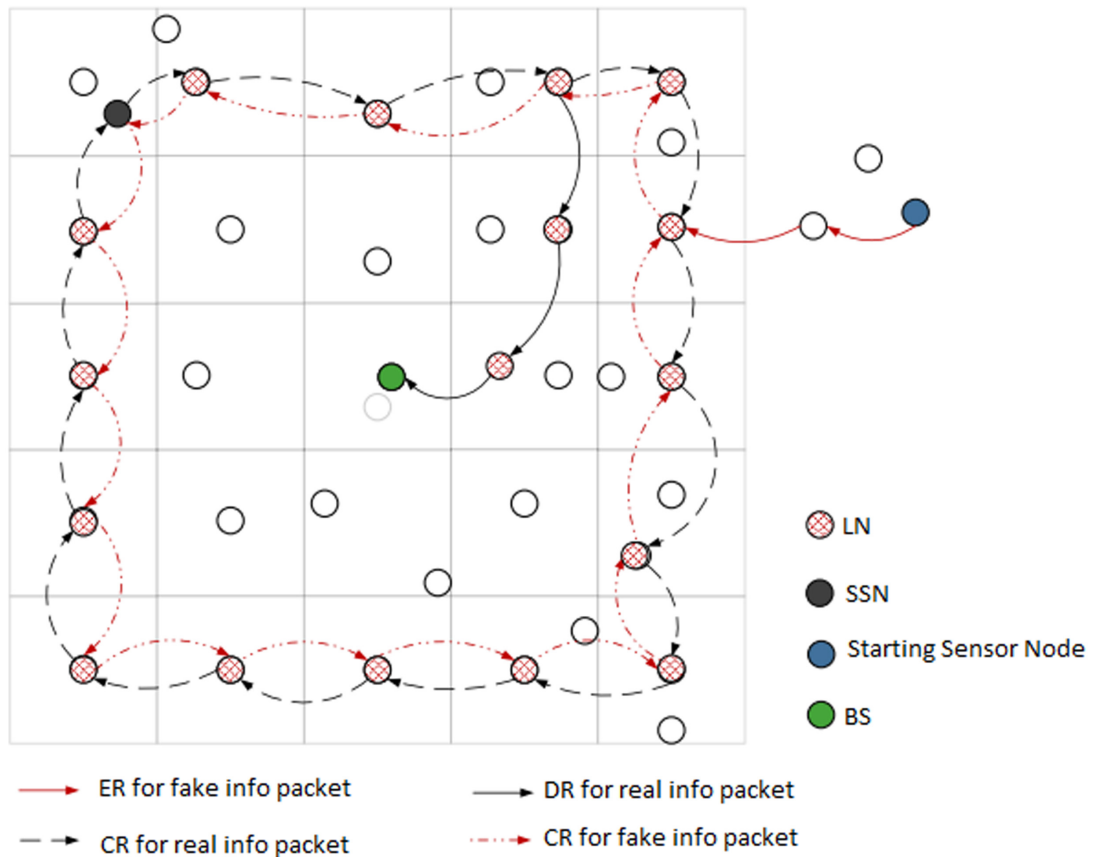 LN
SSN
Starting Sensor Node
BS
ER for fake info packet
DR for real info packet
CR for real info packet
CR for fake info packet